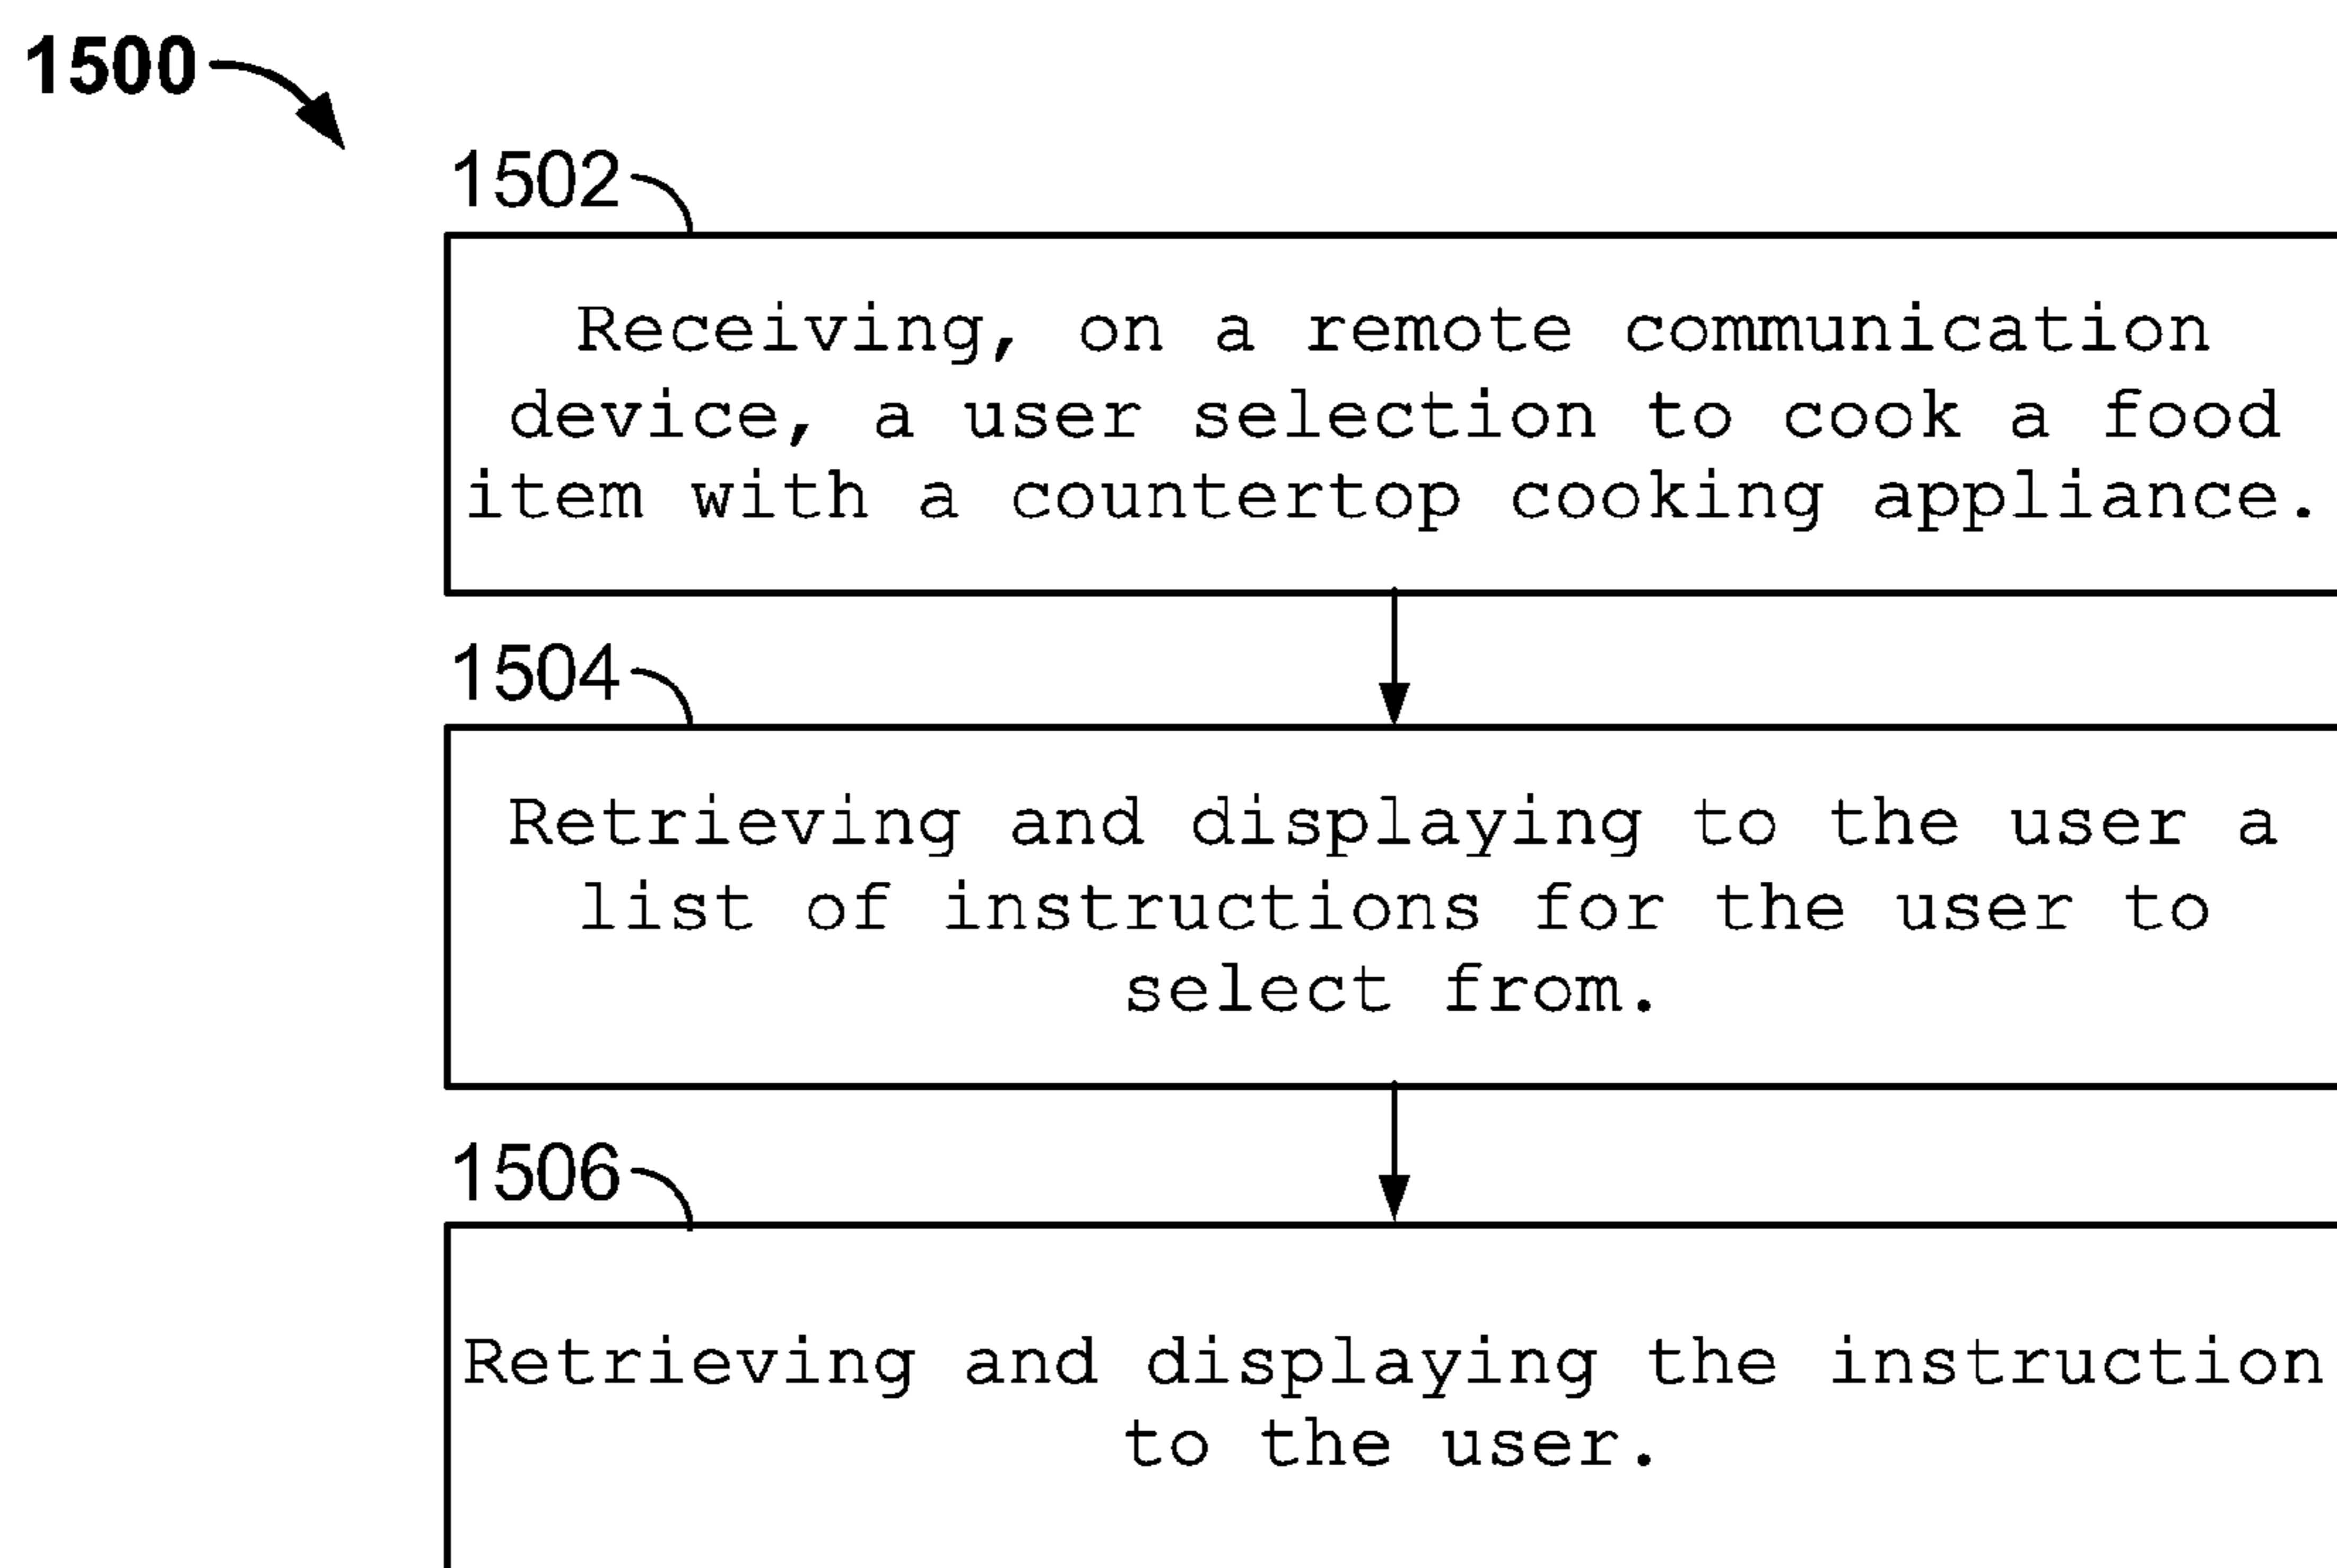 1500
1502
Receiving, on a remote communication
device, a user selection to cook a food
item with a countertop cooking appliance.
1504
Retrieving and displaying to the user a
list of instructions for the user to
select from.
1506
Retrieving and displaying the instruction
to the user.